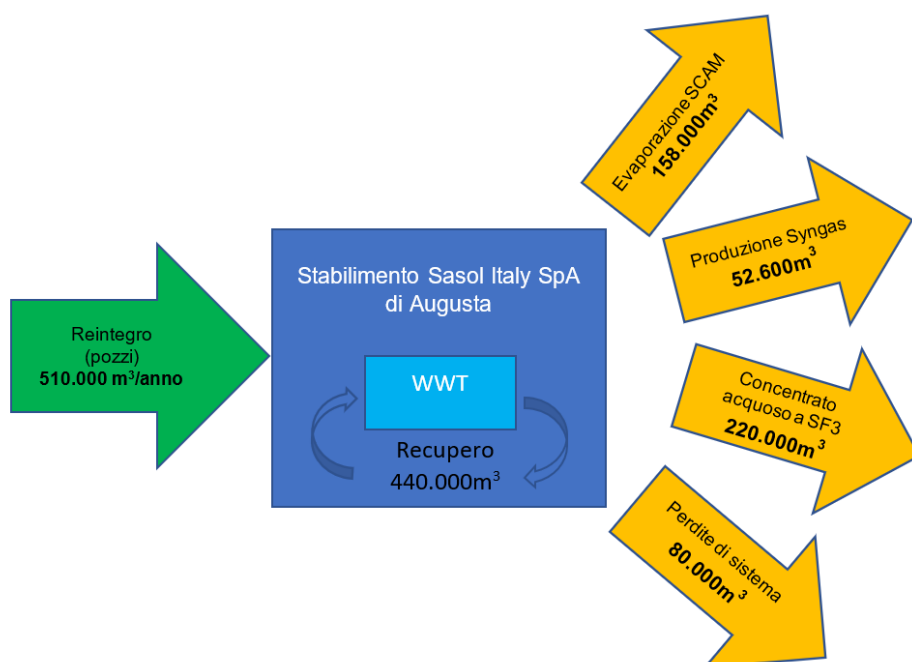 Reintegro
(pozzi)
510.000 m³/anno
Stabilimento Sasol Italy SpA
di Augusta
WWT
Recupero
440.000m³
Evaporazione SCAM
158.000m³
Produzione Syngas
52.600m³
Concentrato
acquoso a SF3
220.000m³
Perdite di sistema
80.000m³